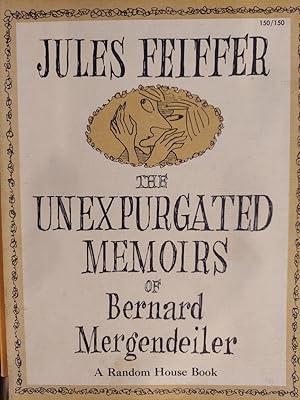 150/150
JULES FEIFFER
THE
UNEXPURGATED
MEMOIRS
OF
Bernard
Mergendeiler
A Random House Book